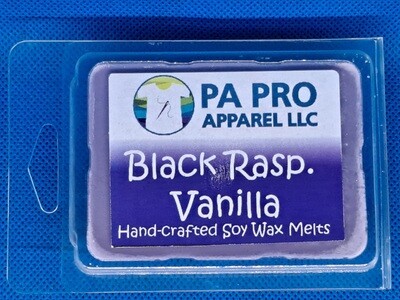 PA PRO
APPAREL LLC
Black Rasp.
Vanilla
Hand-crafted Soy Wax Melts